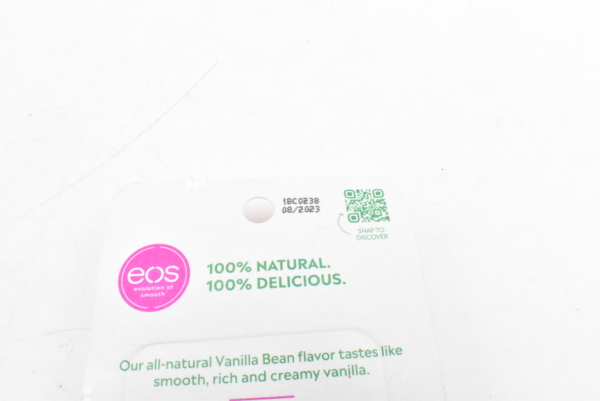 18C0238
08/2023
SNAP TO
DISCOVER
eos
evolution of
smooth
100% NATURAL.
100% DELICIOUS.
Our all-natural Vanilla Bean flavor tastes like
smooth, rich and creamy vanilla.